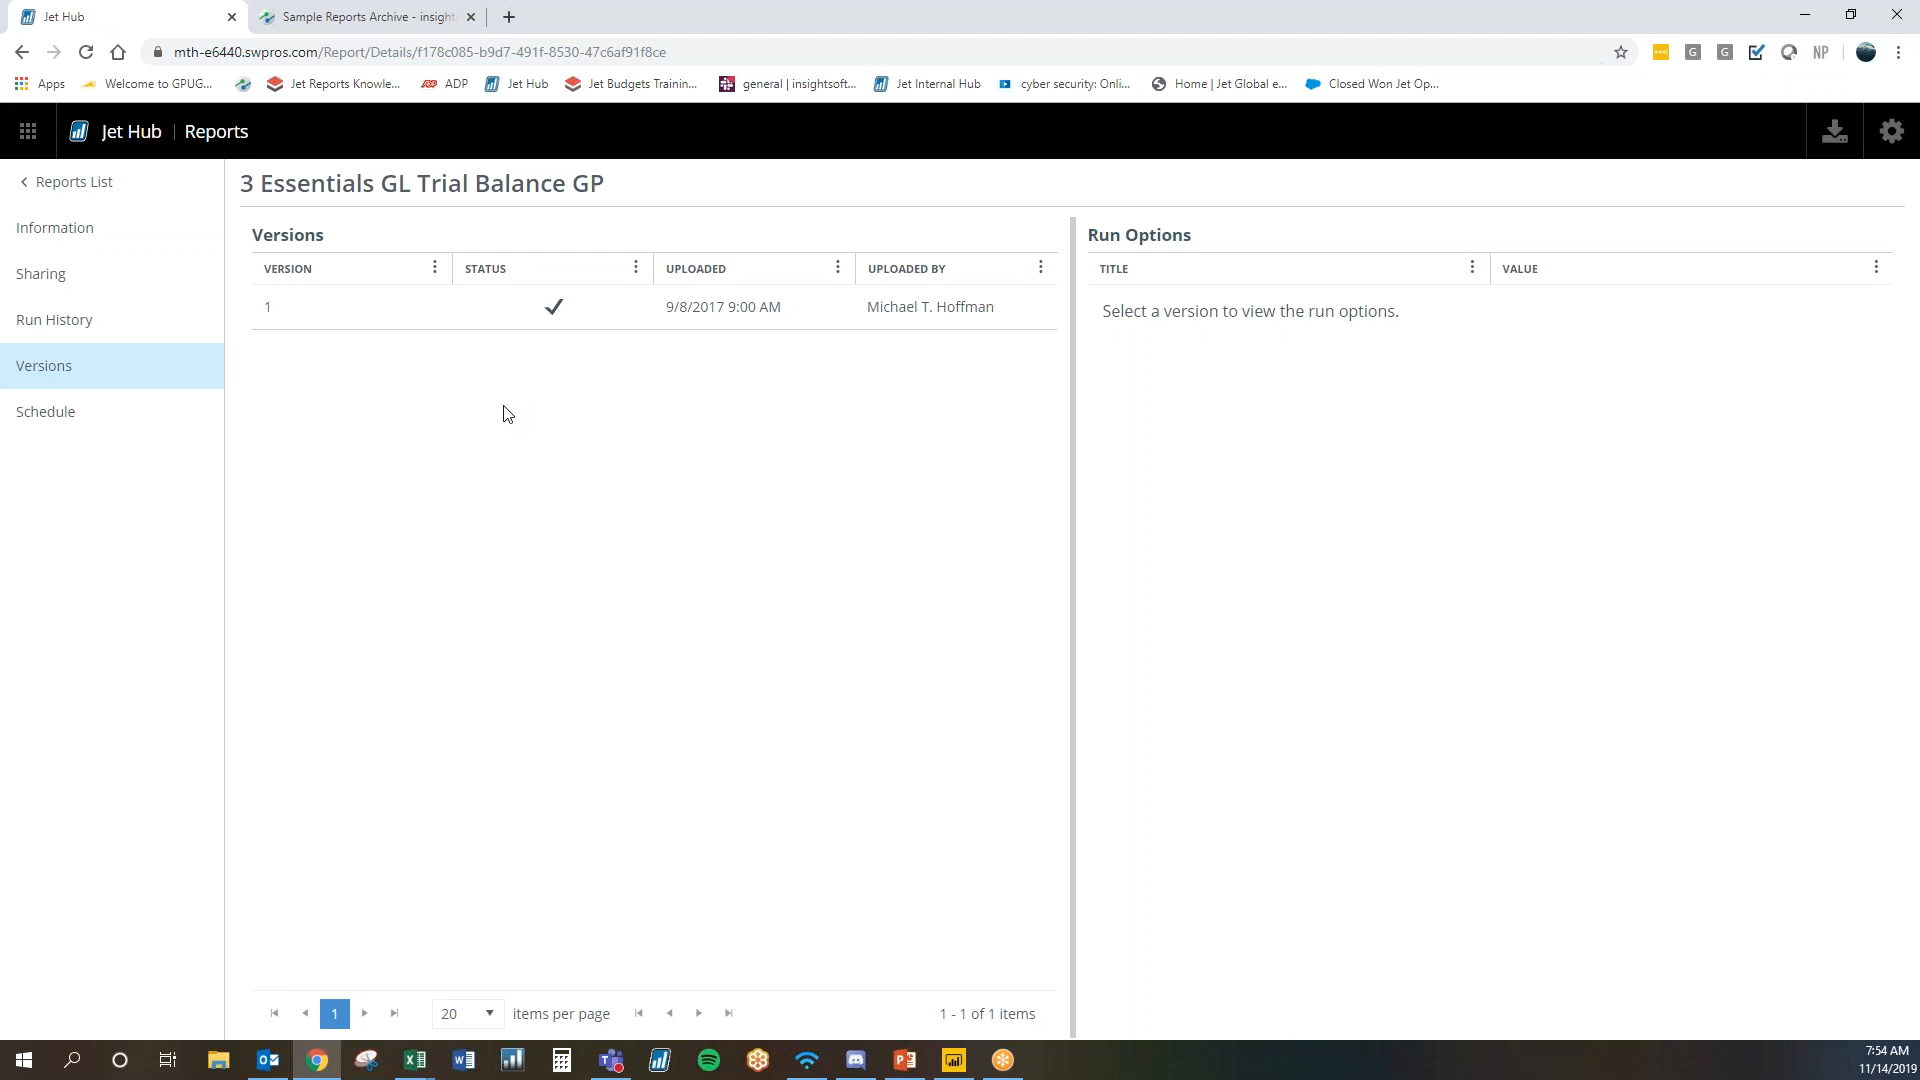 Jet Hub
Sample Reports Archive - insight
mth-e6440.swpros.com/Report/Details/f178c085-b9d7-491f-8530-47c6af91f8ce
NP
Apps
Welcome to GPUG...
Jet Reports Knowle...
ADP
Jet Hub
Jet Budgets Trainin...
general | insightsoft...
Jet Internal Hub
cyber security: Onli...
Home | Jet Global e...
Closed Won Jet Op...
Jet Hub | Reports
Reports List
Information
Sharing
Run History
Versions
Schedule
3 Essentials GL Trial Balance GP
Versions
VERSION STATUS UPLOADED UPLOADED BY
1 9/8/2017 9:00 AM Michael T. Hoffman
Run Options
TITLE VALUE
Select a version to view the run options.
1 20 items per page 1 - 1 of 1 items
7:54 AM
11/14/2019